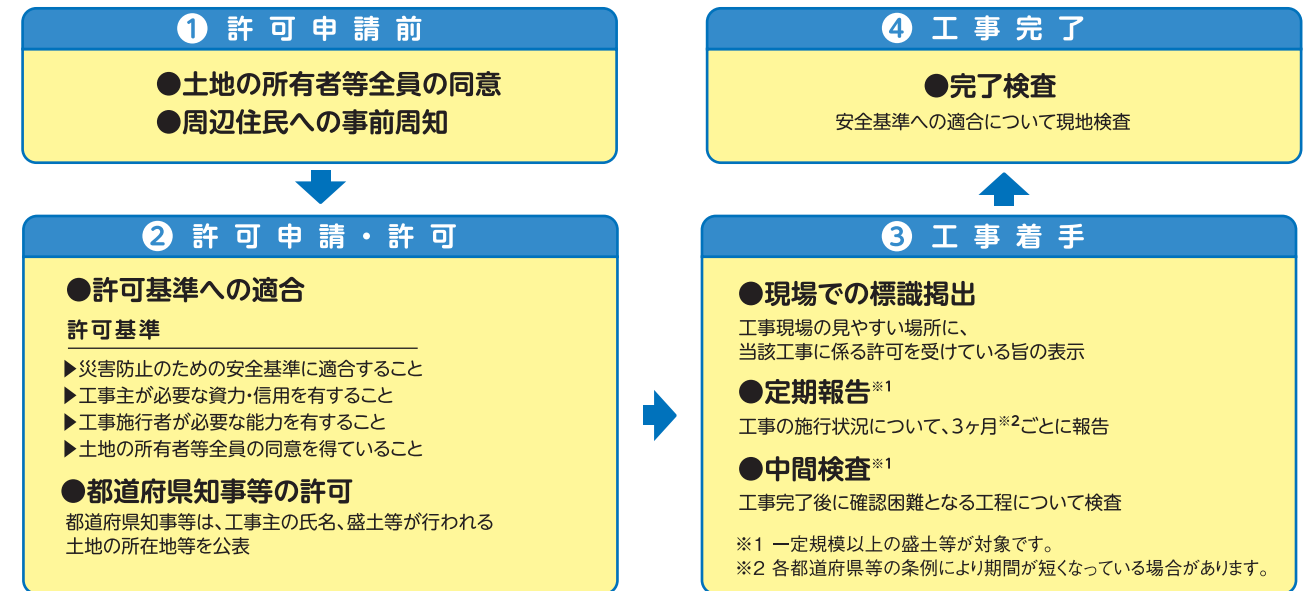 ❶ 許可申請前
●土地の所有者等全員の同意
●周辺住民への事前周知
❷ 許可申請・許可
●許可基準への適合
許可基準
▶災害防止のための安全基準に適合すること
▶工事主が必要な資力・信用を有すること
▶工事施行者が必要な能力を有すること
▶土地の所有者等全員の同意を得ていること
●都道府県知事等の許可
都道府県知事等は、工事主の氏名、盛土等が行われる
土地の所在地等を公表
❸ 工事着手
●現場での標識掲出
工事現場の見やすい場所に、
当該工事に係る許可を受けている旨の表示
●定期報告※1
工事の施行状況について、3ヶ月※2ごとに報告
●中間検査※1
工事完了後に確認困難となる工程について検査
※1 一定規模以上の盛土等が対象です。
※2 各都道府県等の条例により期間が短くなっている場合があります。
❹ 工事完了
●完了検査
安全基準への適合について現地検査